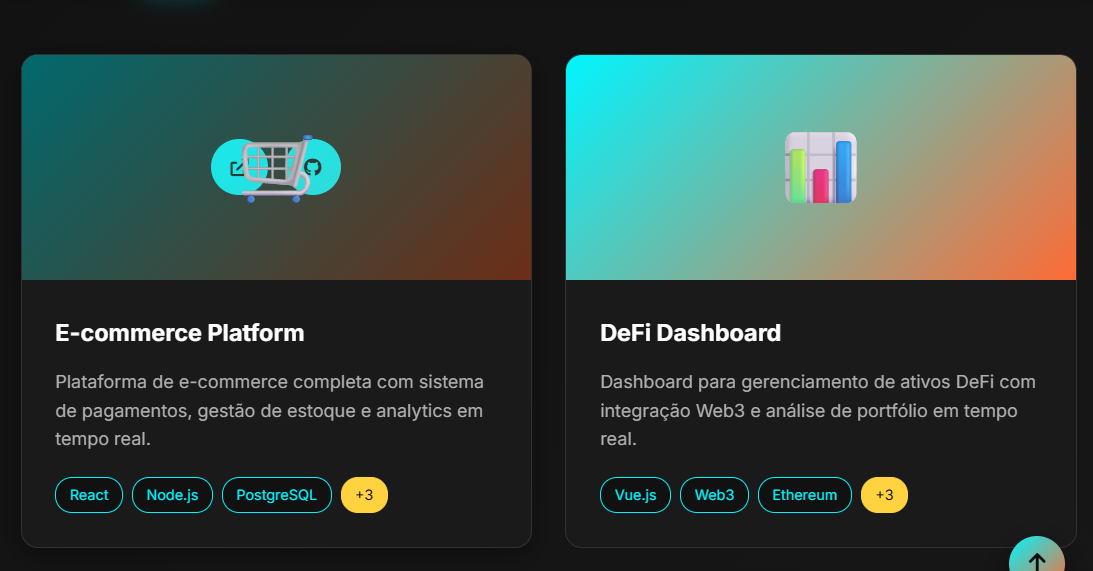 E-commerce Platform
Plataforma de e-commerce completa com sistema
de pagamentos, gestão de estoque e analytics em
tempo real.
React Node.js PostgreSQL +3
DeFi Dashboard
Dashboard para gerenciamento de ativos DeFi com
integração Web3 e análise de portfólio em tempo
real.
Vue.js Web3 Ethereum +3